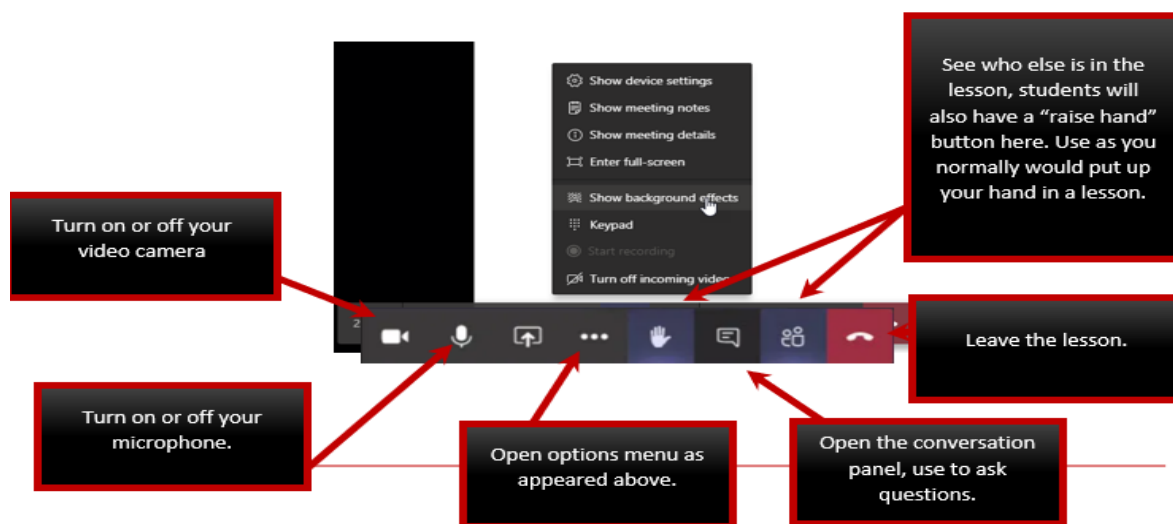 See who else is in the
lesson, students will
also have a “raise hand”
button here. Use as you
normally would put up
your hand in a lesson.
Show device settings
Show meeting notes
Show meeting details
Enter full-screen
Show background effects
Keypad
Start recording
Turn off incoming video
Turn on or off your
video camera
2
Leave the lesson.
Turn on or off your
microphone.
Open options menu as
appeared above.
Open the conversation
panel, use to ask
questions.